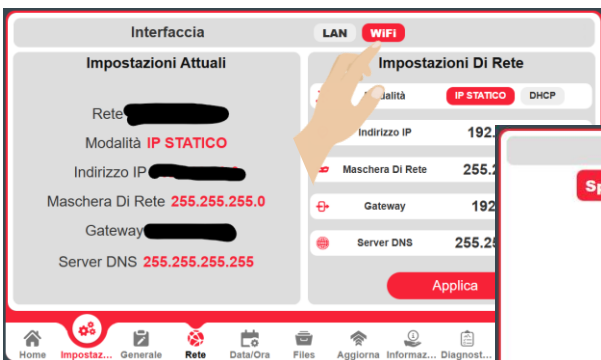 Interfaccia
LAN WiFi
Impostazioni Attuali
Rete
Modalità IP STATICO
Indirizzo IP
Maschera Di Rete 255.255.255.0
Gateway
Server DNS 255.255.255.255
Impostazioni Di Rete
IP STATICO DHCP
Indirizzo IP 192.
Maschera Di Rete 255.
Gateway 192
Server DNS 255.25
Applica
Sp
Home Impostaz... Generale Rete Data/Ora Files Aggiorna Informaz... Diagnost...